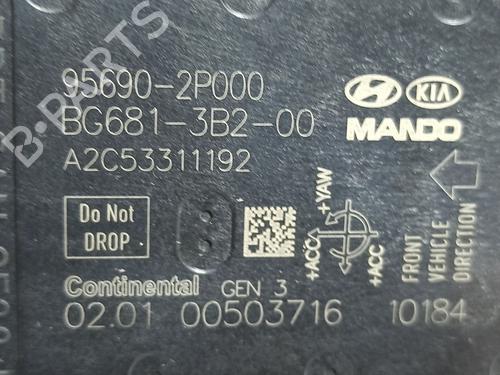 95690-2P000
BG681-3B2-00
A2C53311192
HYUNDAI KIA
MANDO
Do Not
DROP
+YAW
+ACC
+ACC
FRONT
VEHICLE
DIRECTION
Continental GEN 3
02.01 00503716 10184
B-PARTS